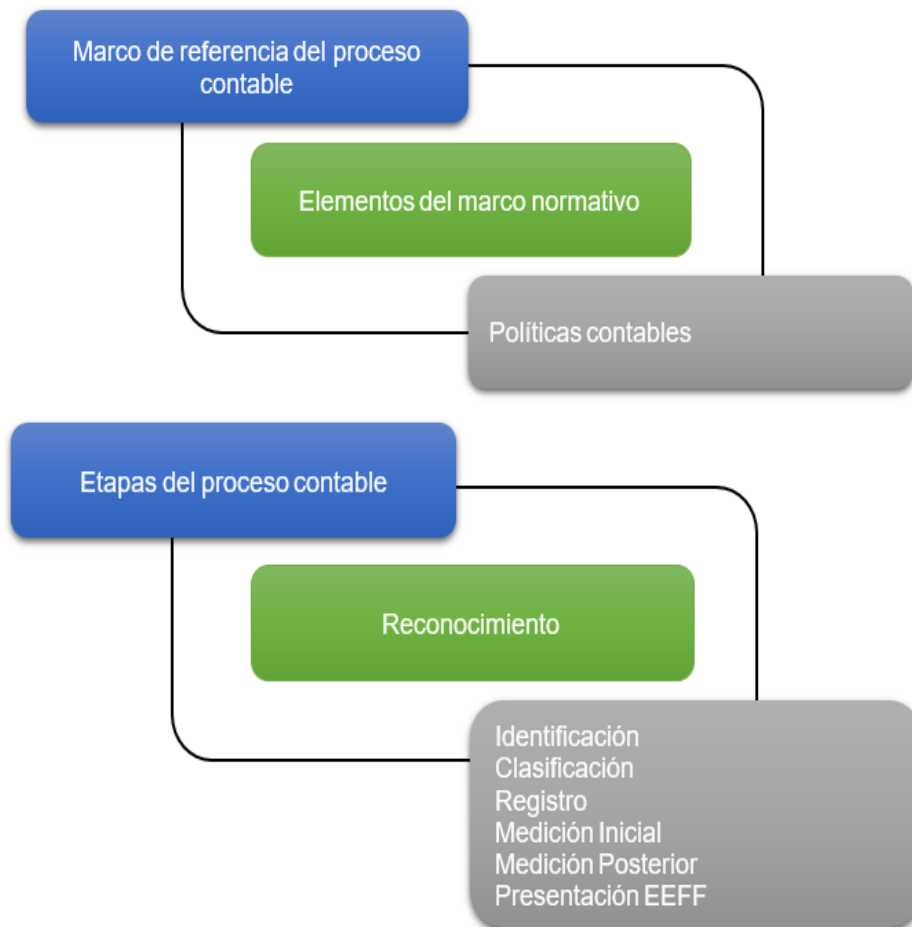 Marco de referencia del proceso
contable
Elementos del marco normativo
Políticas contables
Etapas del proceso contable
Reconocimiento
Identificación
Clasificación
Registro
Medición Inicial
Medición Posterior
Presentación EEFF